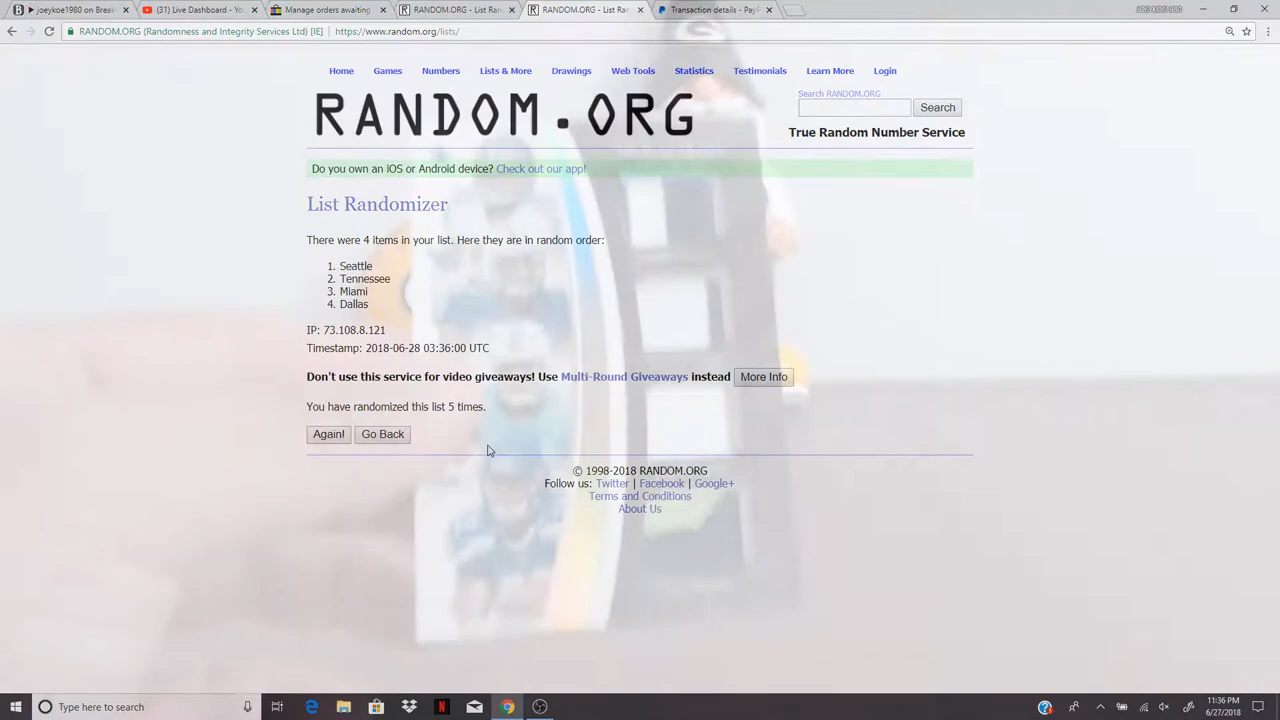 joeykoe1980 on Break
(31) Live Dashboard - Yo
Manage orders awaiting
RANDOM.ORG - List Ran
RANDOM.ORG - List Ran
Transaction details - PayP
RANDOM.ORG (Randomness and Integrity Services Ltd) [IE] | https://www.random.org/lists/
Home Games Numbers Lists & More Drawings Web Tools Statistics Testimonials Learn More Login
RANDOM.ORG
Search RANDOM.ORG
Search
True Random Number Service
Do you own an iOS or Android device? Check out our app!
List Randomizer
There were 4 items in your list. Here they are in random order:
1. Seattle
2. Tennessee
3. Miami
4. Dallas
IP: 73.108.8.121
Timestamp: 2018-06-28 03:36:00 UTC
Don't use this service for video giveaways! Use Multi-Round Giveaways instead More Info
You have randomized this list 5 times.
Again! Go Back
© 1998-2018 RANDOM.ORG
Follow us: Twitter | Facebook | Google+
Terms and Conditions
About Us
Type here to search
11:36 PM
6/27/2018